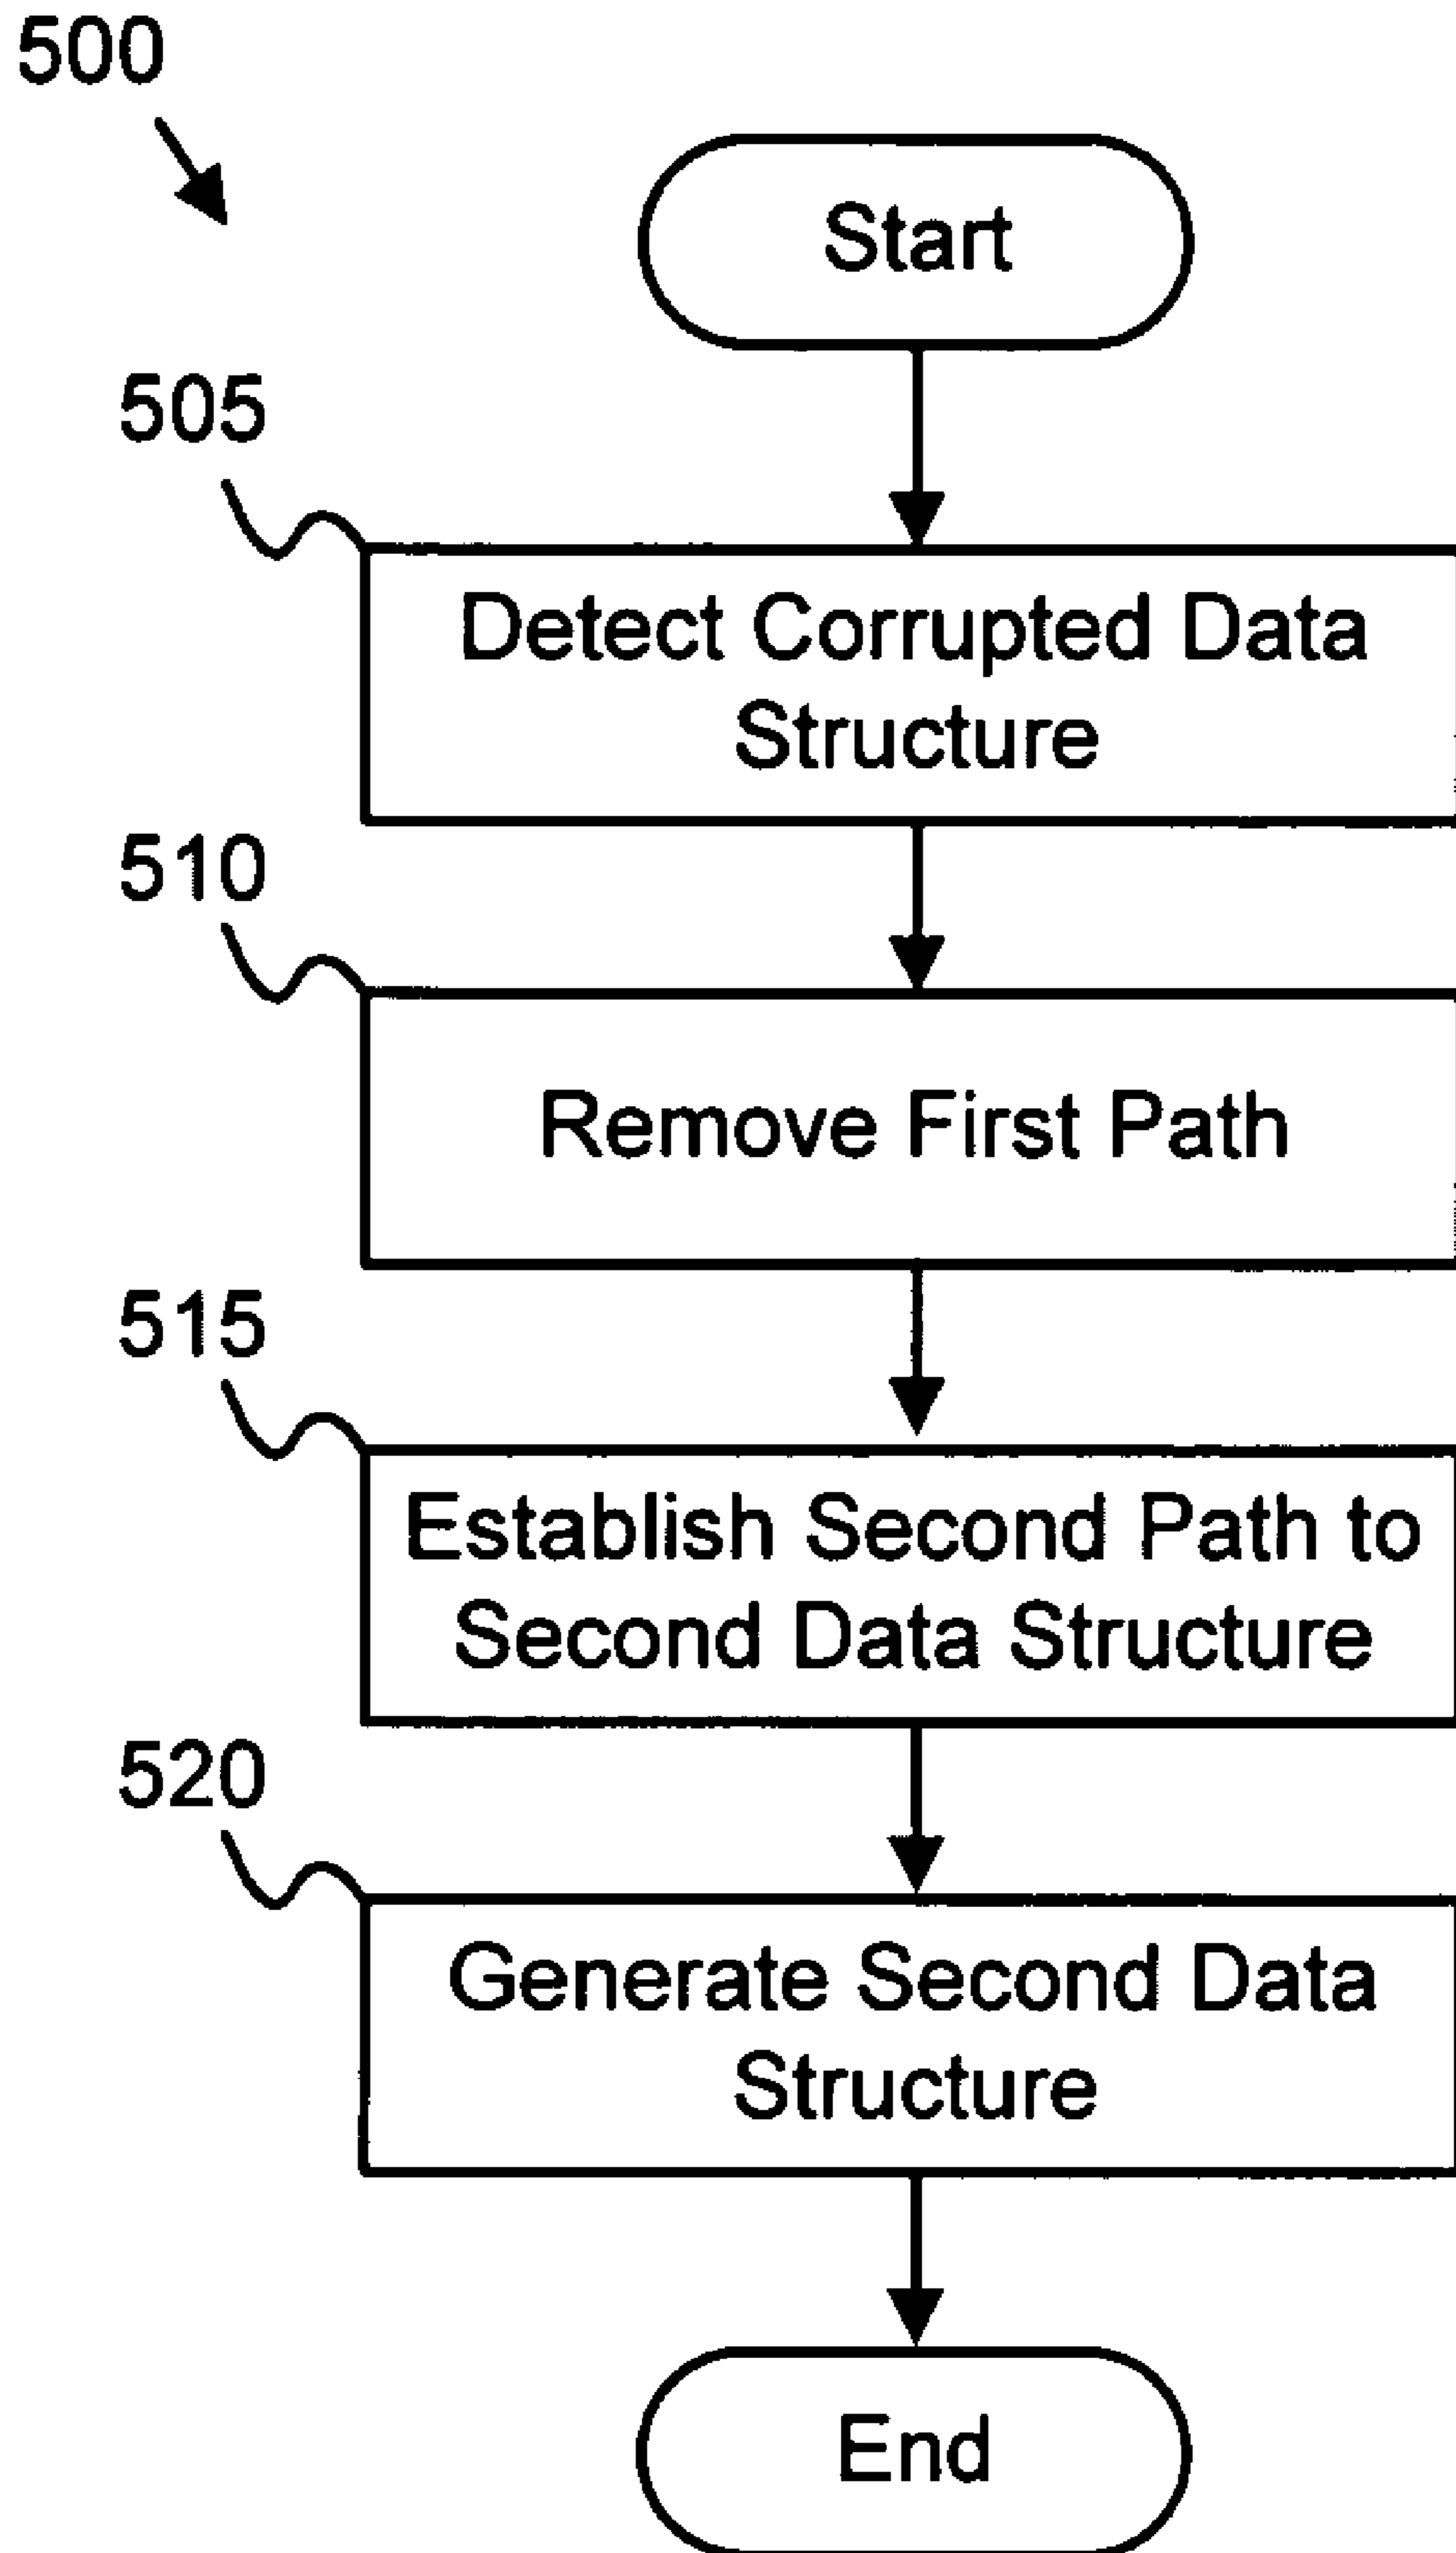 500
Start
505
Detect Corrupted Data
Structure
510
Remove First Path
515
Establish Second Path to
Second Data Structure
520
Generate Second Data
Structure
End